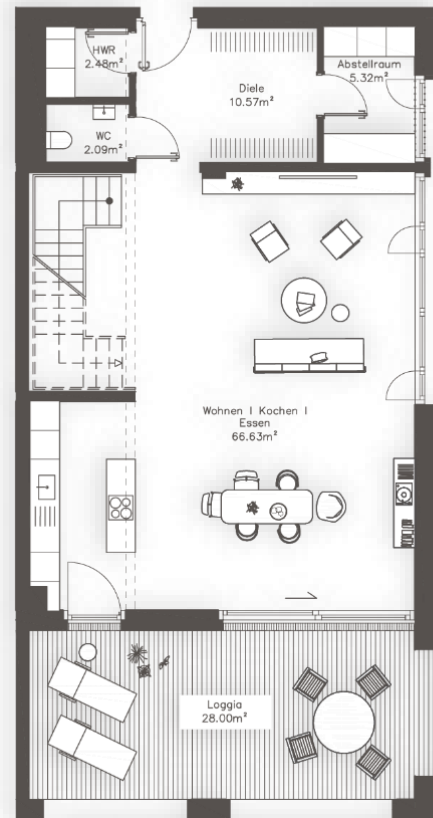 HWR
2.48m²
Abstellraum
5.32m²
Diele
10.57m²
WC
2.09m²
Wohnen I Kochen I
Essen
66.63m²
Loggia
28.00m²